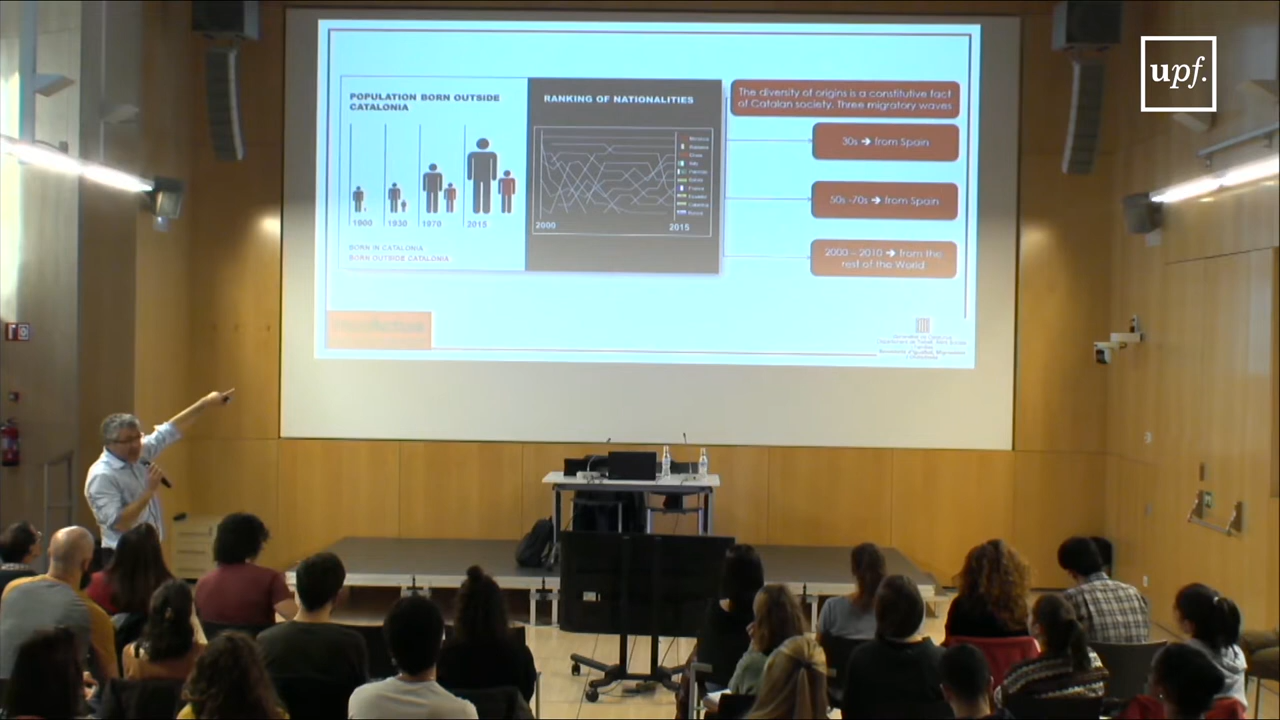 upf.
POPULATION BORN OUTSIDE
CATALONIA
1900
1930
1970
2015
BORN IN CATALONIA
BORN OUTSIDE CATALONIA
RANKING OF NATIONALITIES
2000
2015
The diversity of origins is a constitutive fact
of Catalan society. Three migratory waves
30s ➔ from Spain
50s -70s ➔ from Spain
2000 – 2010 ➔ from the
rest of the World